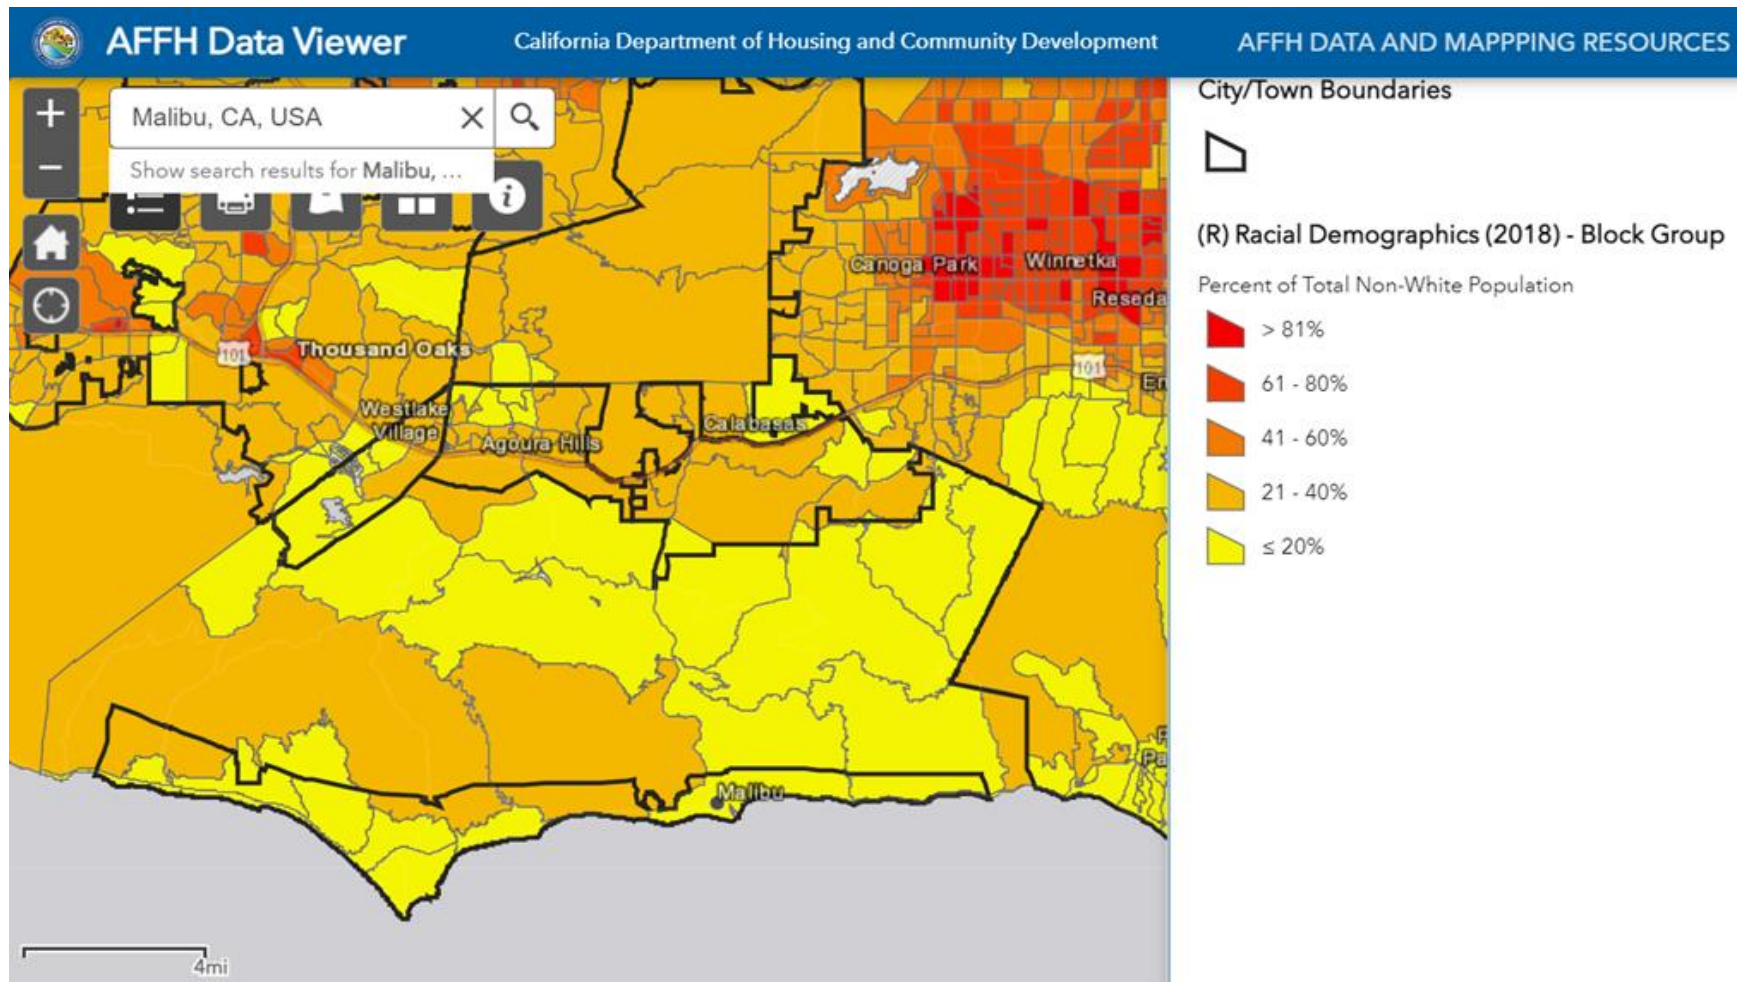 AFFH Data Viewer
California Department of Housing and Community Development
AFFH DATA AND MAPPPING RESOURCES
Malibu, CA, USA
Show search results for Malibu, ...
Canoga Park
Winnetka
Reseda
101
Thousand Oaks
101
En
Westlake
Village
Agoura Hills
Calabasas
P
Pa
Malibu
4mi
City/Town Boundaries
(R) Racial Demographics (2018) - Block Group
Percent of Total Non-White Population
> 81%
61 - 80%
41 - 60%
21 - 40%
≤ 20%